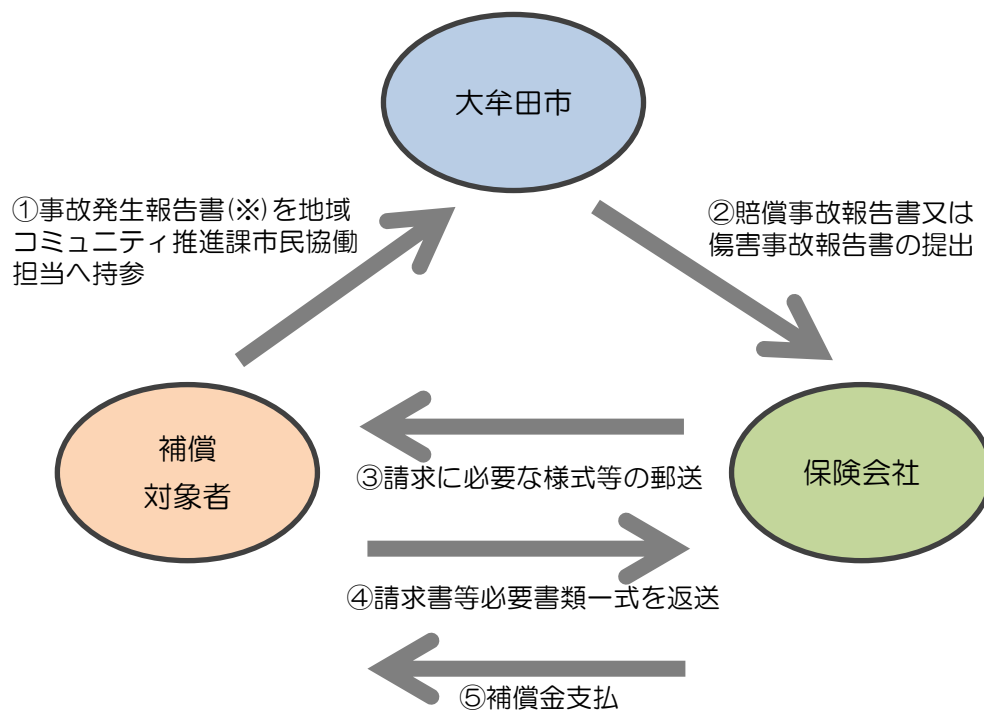 大牟田市
①事故発生報告書(※)を地域
コミュニティ推進課市民協働
担当へ持参
②賠償事故報告書又は
傷害事故報告書の提出
補償
対象者
保険会社
③請求に必要な様式等の郵送
④請求書等必要書類一式を返送
⑤補償金支払